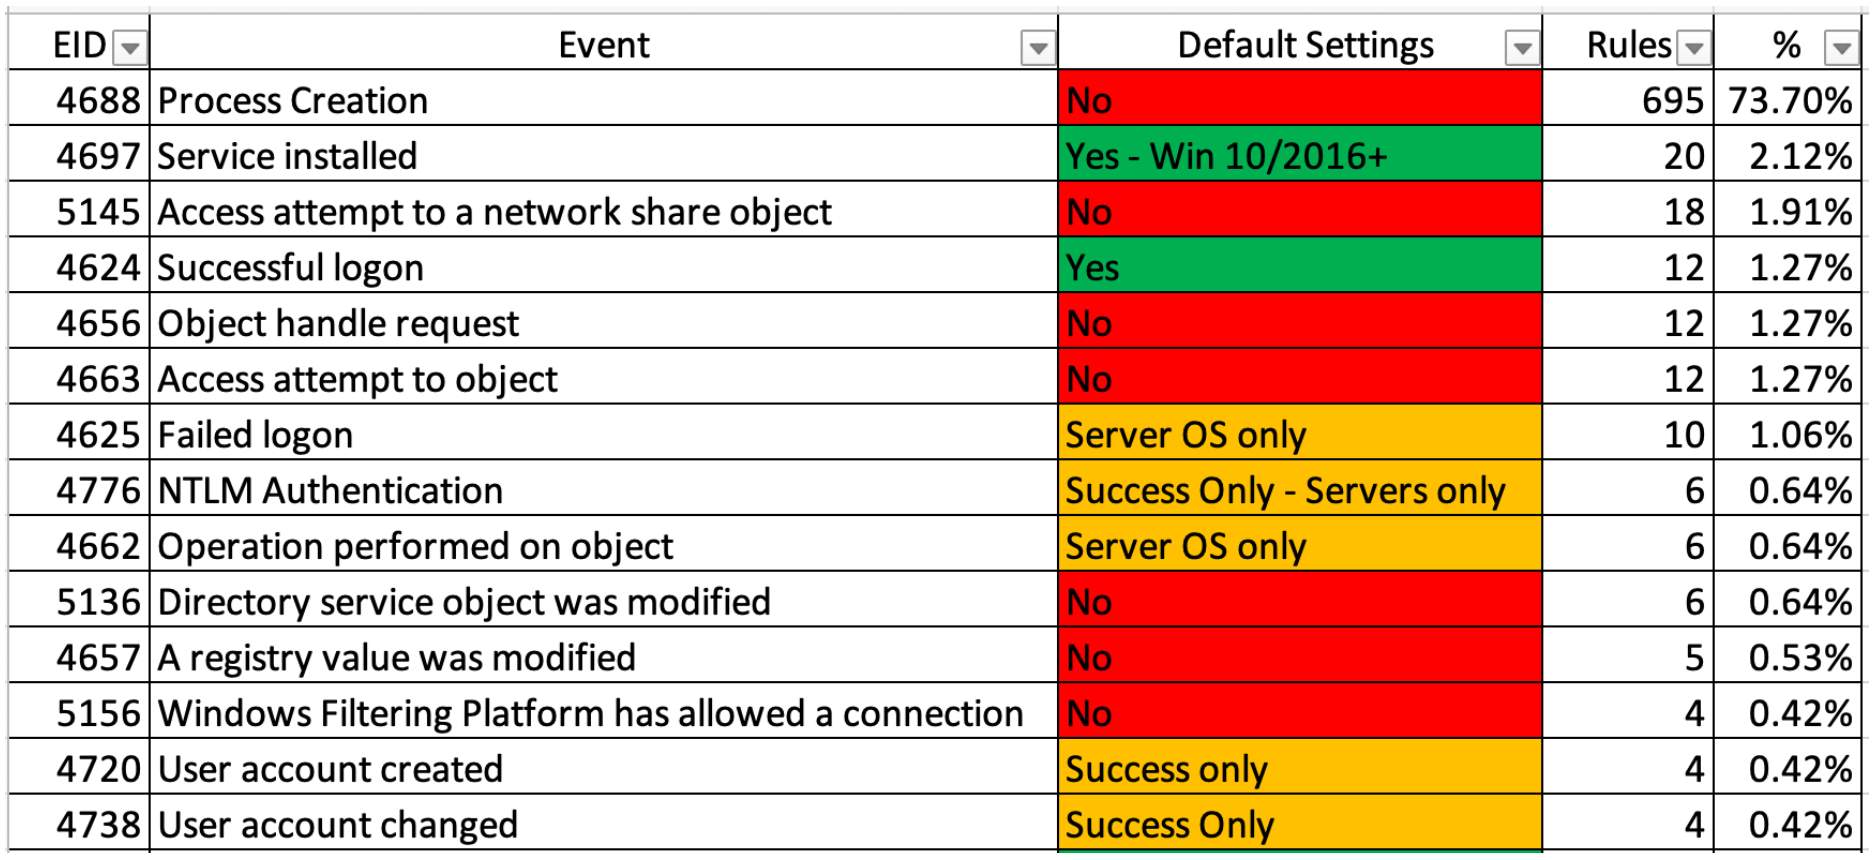 EID Event Default Settings Rules %
4688 Process Creation No 695 73.70%
4697 Service installed Yes - Win 10/2016+ 20 2.12%
5145 Access attempt to a network share object No 18 1.91%
4624 Successful logon Yes 12 1.27%
4656 Object handle request No 12 1.27%
4663 Access attempt to object No 12 1.27%
4625 Failed logon Server OS only 10 1.06%
4776 NTLM Authentication Success Only - Servers only 6 0.64%
4662 Operation performed on object Server OS only 6 0.64%
5136 Directory service object was modified No 6 0.64%
4657 A registry value was modified No 5 0.53%
5156 Windows Filtering Platform has allowed a connection No 4 0.42%
4720 User account created Success only 4 0.42%
4738 User account changed Success Only 4 0.42%